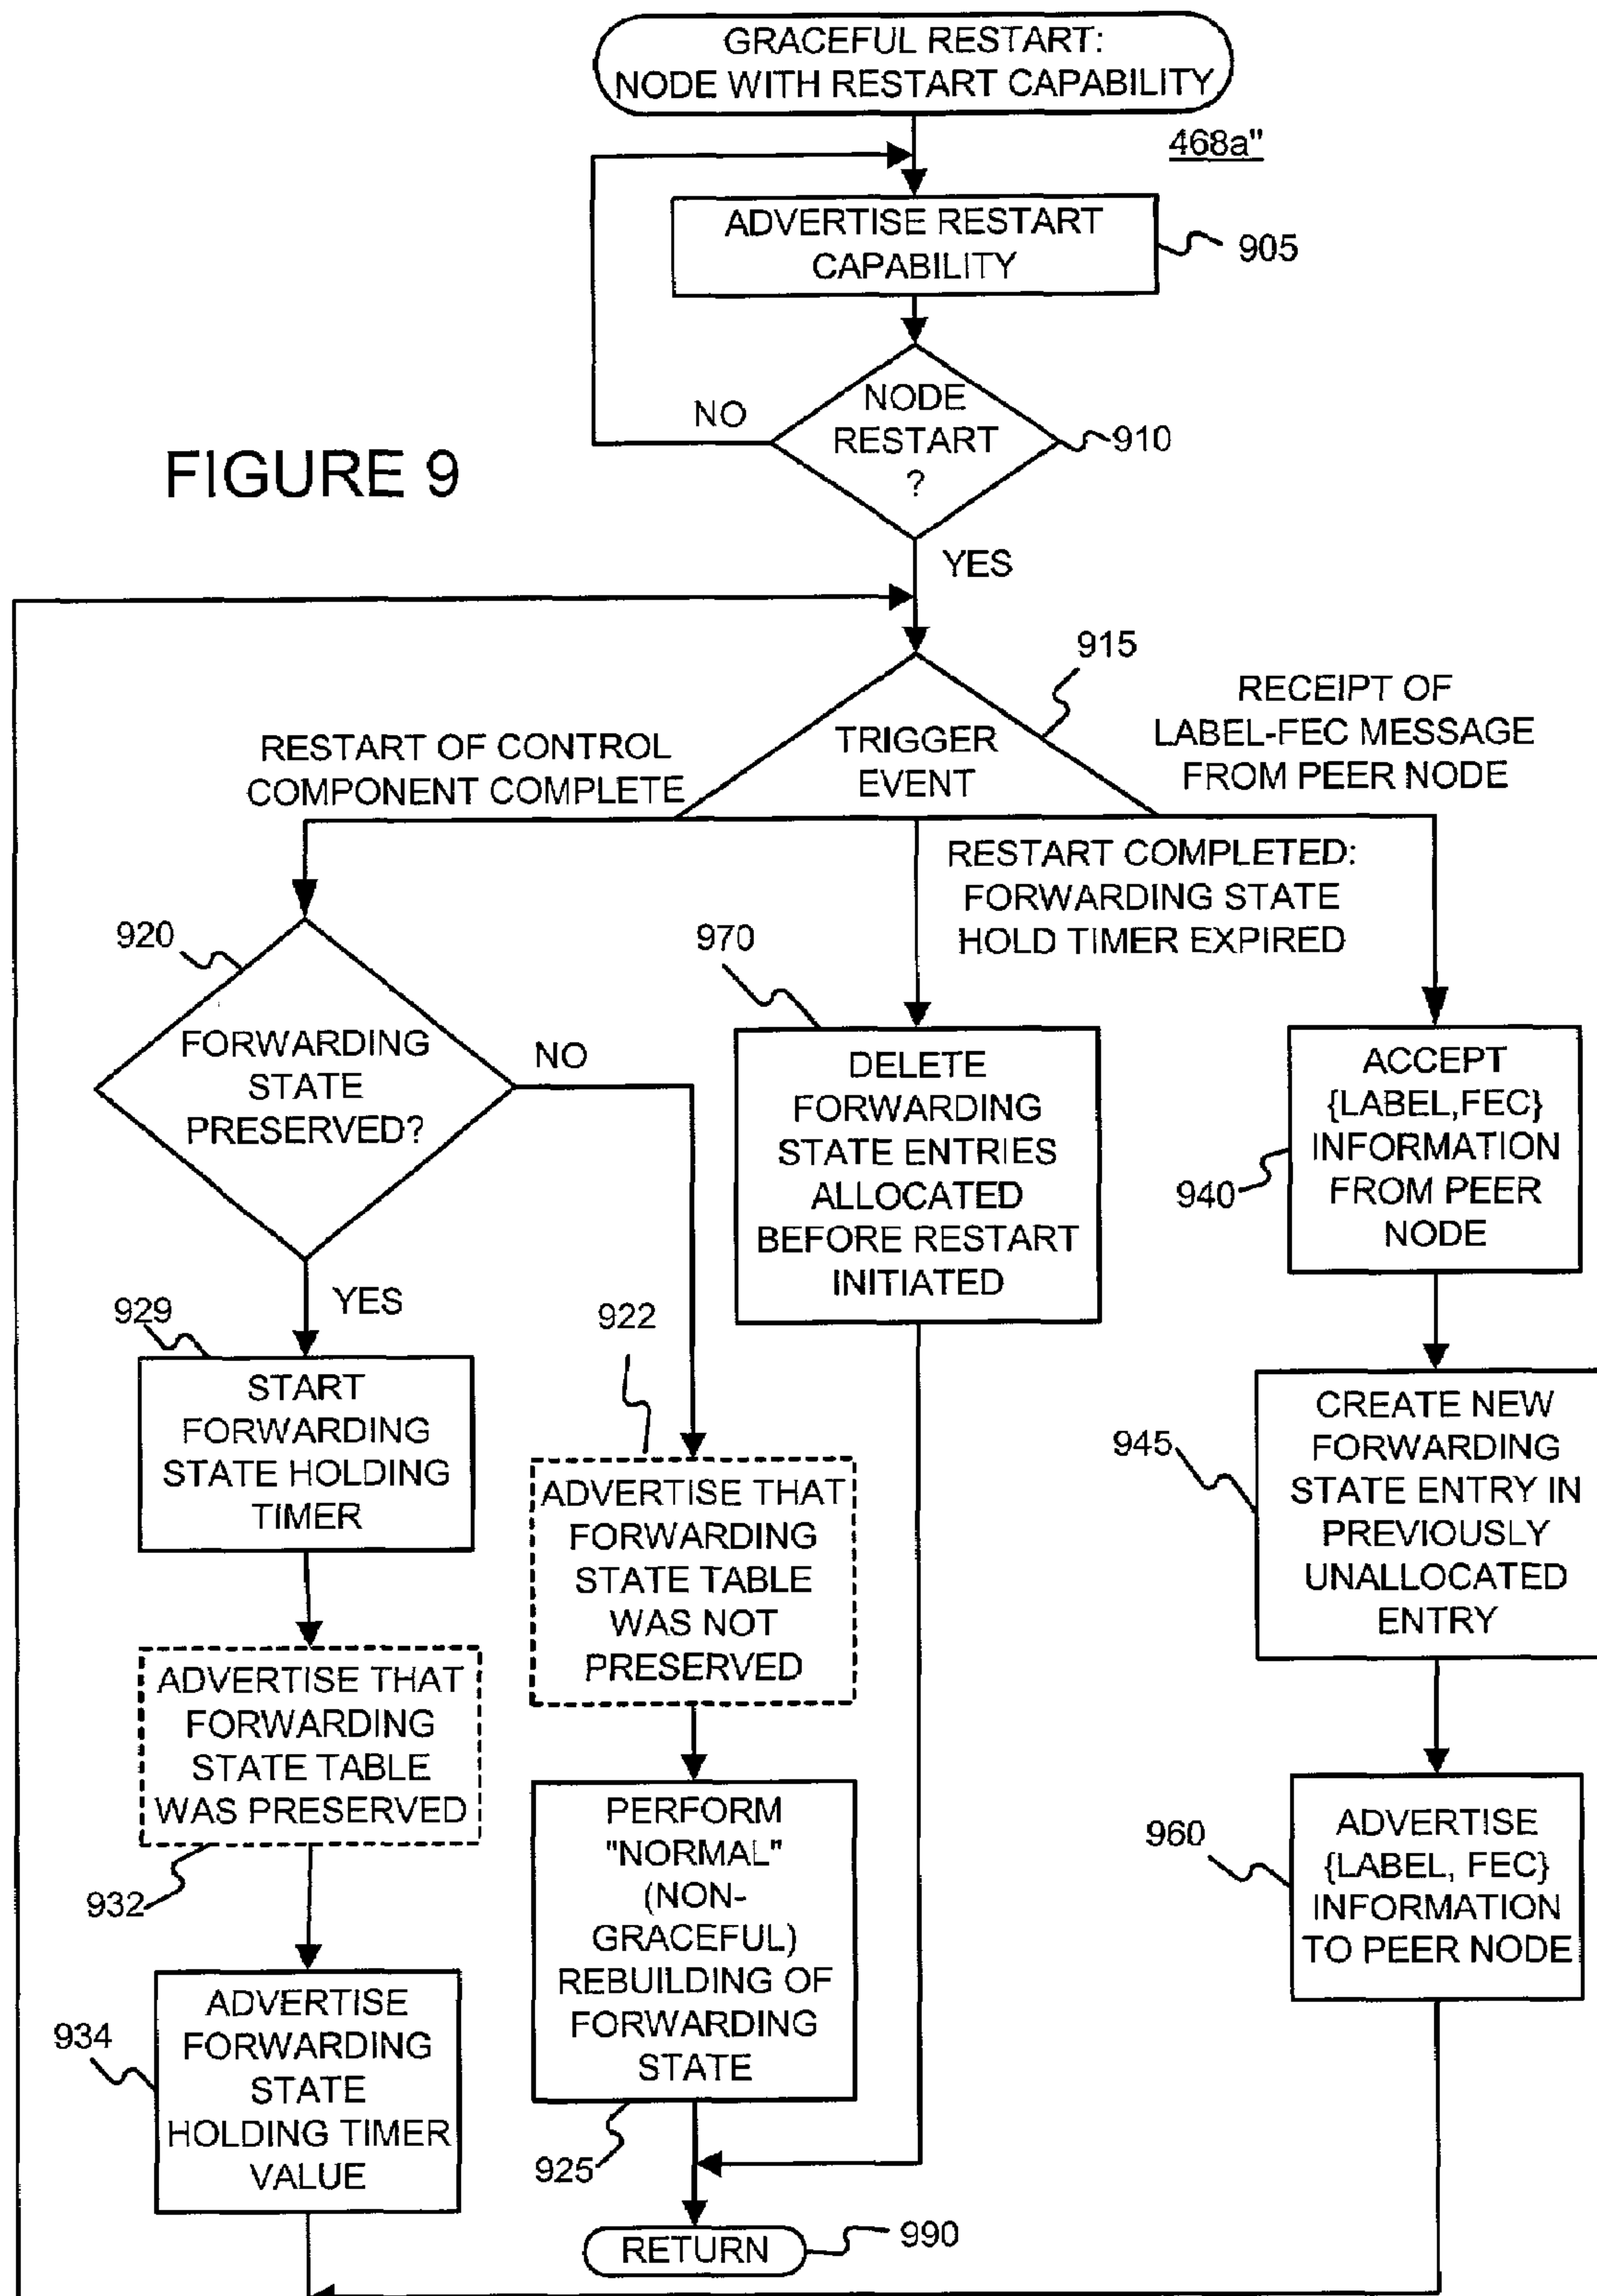 GRACEFUL RESTART:
NODE WITH RESTART CAPABILITY
468a"
ADVERTISE RESTART
CAPABILITY
905
NODE
RESTART
?
910
NO
YES
FIGURE 9
915
TRIGGER
EVENT
RESTART OF CONTROL
COMPONENT COMPLETE
RECEIPT OF
LABEL-FEC MESSAGE
FROM PEER NODE
RESTART COMPLETED:
FORWARDING STATE
HOLD TIMER EXPIRED
920
FORWARDING
STATE
PRESERVED?
NO
YES
970
DELETE
FORWARDING
STATE ENTRIES
ALLOCATED
BEFORE RESTART
INITIATED
940
ACCEPT
{LABEL,FEC}
INFORMATION
FROM PEER
NODE
929
START
FORWARDING
STATE HOLDING
TIMER
922
ADVERTISE THAT
FORWARDING
STATE TABLE
WAS NOT
PRESERVED
945
CREATE NEW
FORWARDING
STATE ENTRY IN
PREVIOUSLY
UNALLOCATED
ENTRY
ADVERTISE THAT
FORWARDING
STATE TABLE
WAS PRESERVED
932
PERFORM
"NORMAL"
(NON-
GRACEFUL)
REBUILDING OF
FORWARDING
STATE
925
960
ADVERTISE
{LABEL, FEC}
INFORMATION
TO PEER NODE
934
ADVERTISE
FORWARDING
STATE
HOLDING TIMER
VALUE
RETURN
990